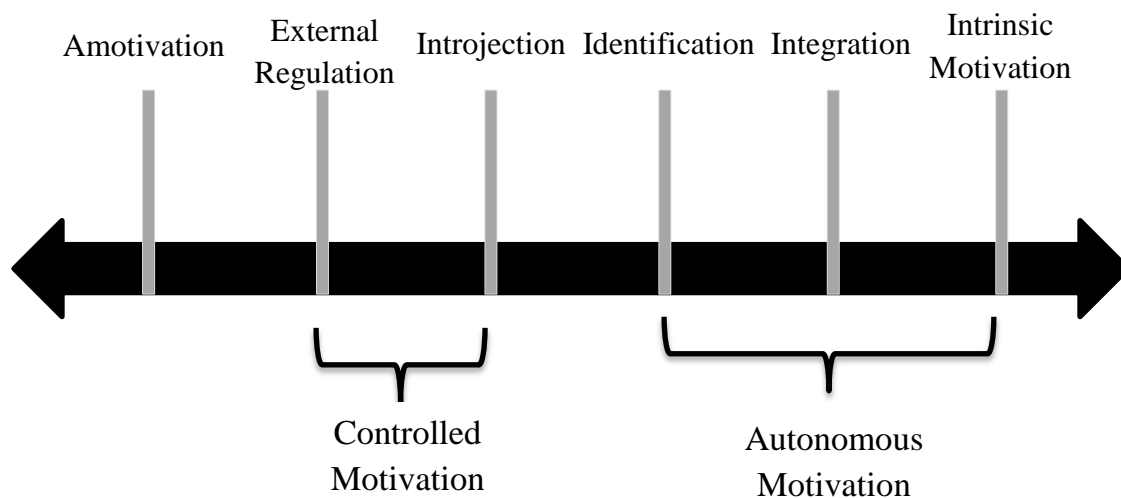 Amotivation
External
Regulation
Introjection
Identification
Integration
Intrinsic
Motivation
Controlled
Motivation
Autonomous
Motivation